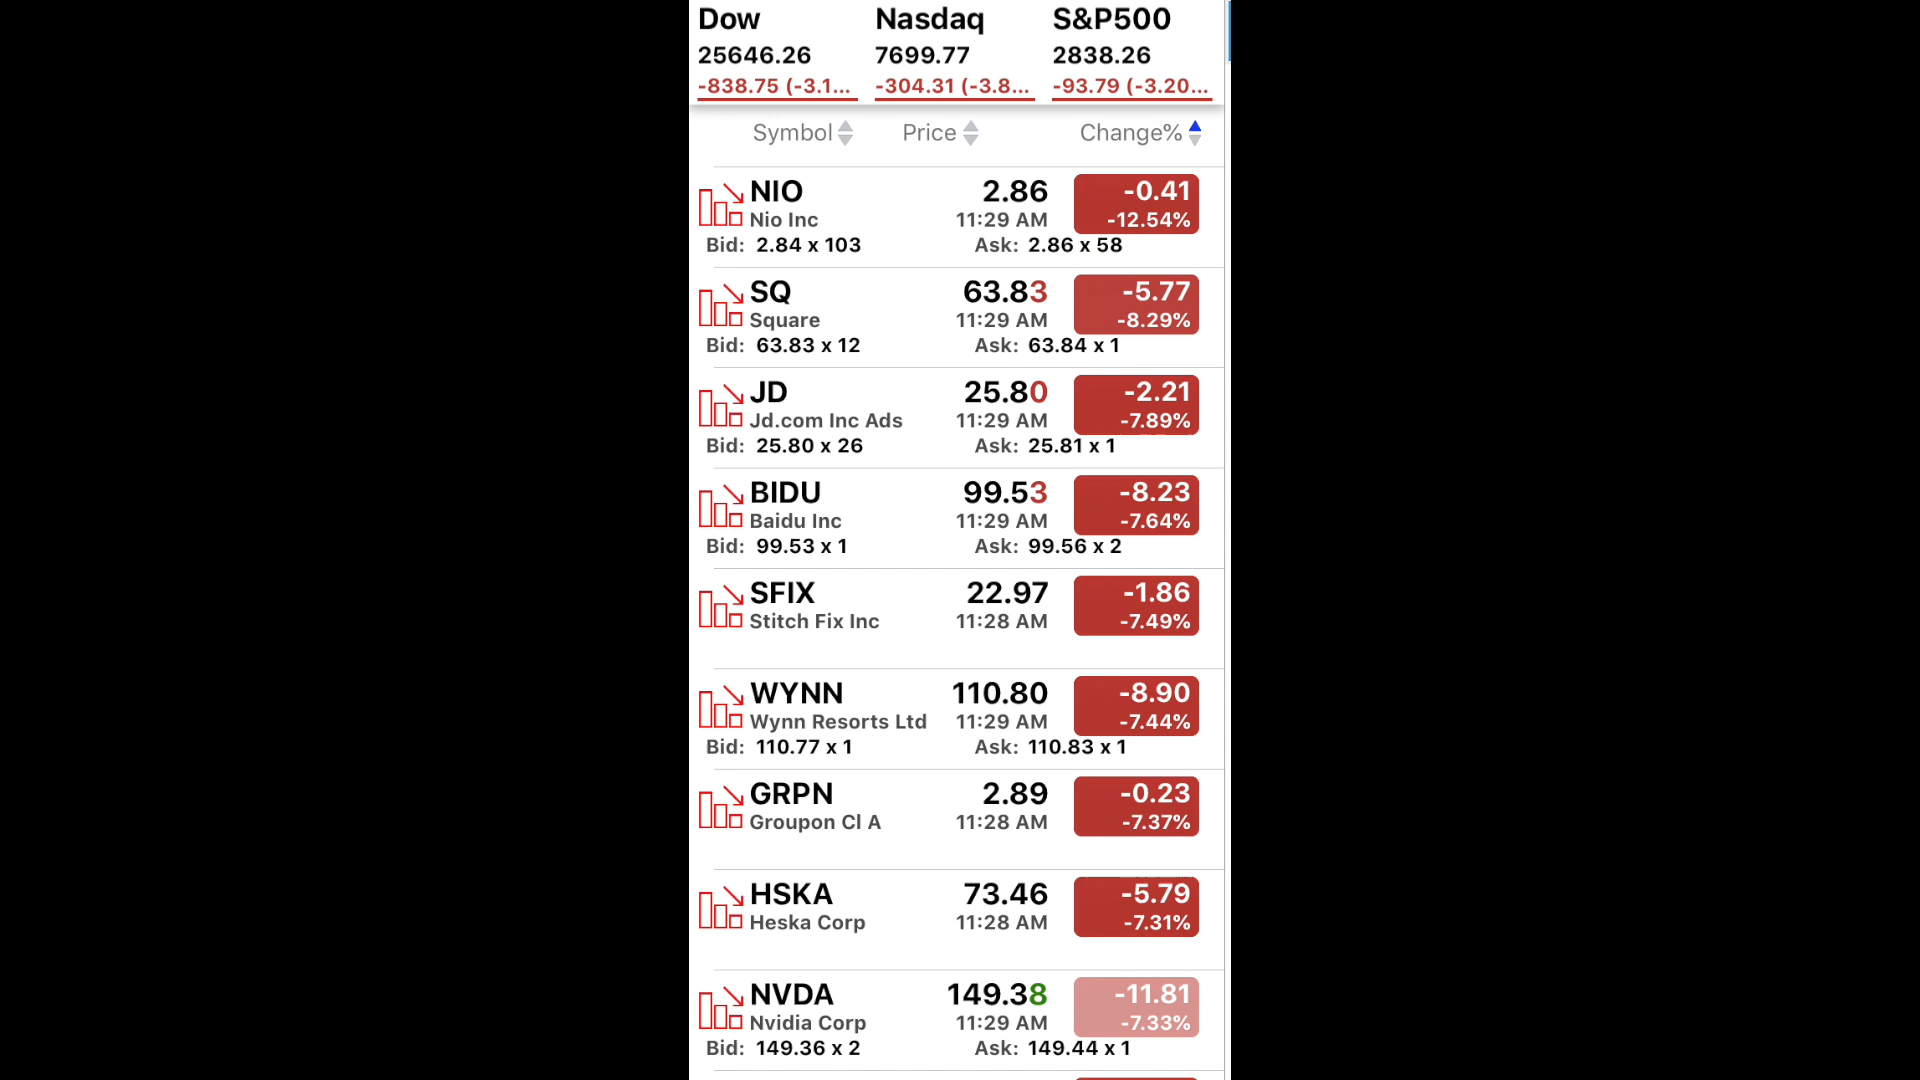 Dow Nasdaq S&P500
25646.26 7699.77 2838.26
-838.75 (-3.1... -304.31 (-3.8... -93.79 (-3.20...
Symbol Price Change%
NIO 2.86 -0.41
Nio Inc 11:29 AM -12.54%
Bid: 2.84 x 103 Ask: 2.86 x 58
SQ 63.83 -5.77
Square 11:29 AM -8.29%
Bid: 63.83 x 12 Ask: 63.84 x 1
JD 25.80 -2.21
Jd.com Inc Ads 11:29 AM -7.89%
Bid: 25.80 x 26 Ask: 25.81 x 1
BIDU 99.53 -8.23
Baidu Inc 11:29 AM -7.64%
Bid: 99.53 x 1 Ask: 99.56 x 2
SFIX 22.97 -1.86
Stitch Fix Inc 11:28 AM -7.49%
WYNN 110.80 -8.90
Wynn Resorts Ltd 11:29 AM -7.44%
Bid: 110.77 x 1 Ask: 110.83 x 1
GRPN 2.89 -0.23
Groupon Cl A 11:28 AM -7.37%
HSKA 73.46 -5.79
Heska Corp 11:28 AM -7.31%
NVDA 149.38 -11.81
Nvidia Corp 11:29 AM -7.33%
Bid: 149.36 x 2 Ask: 149.44 x 1